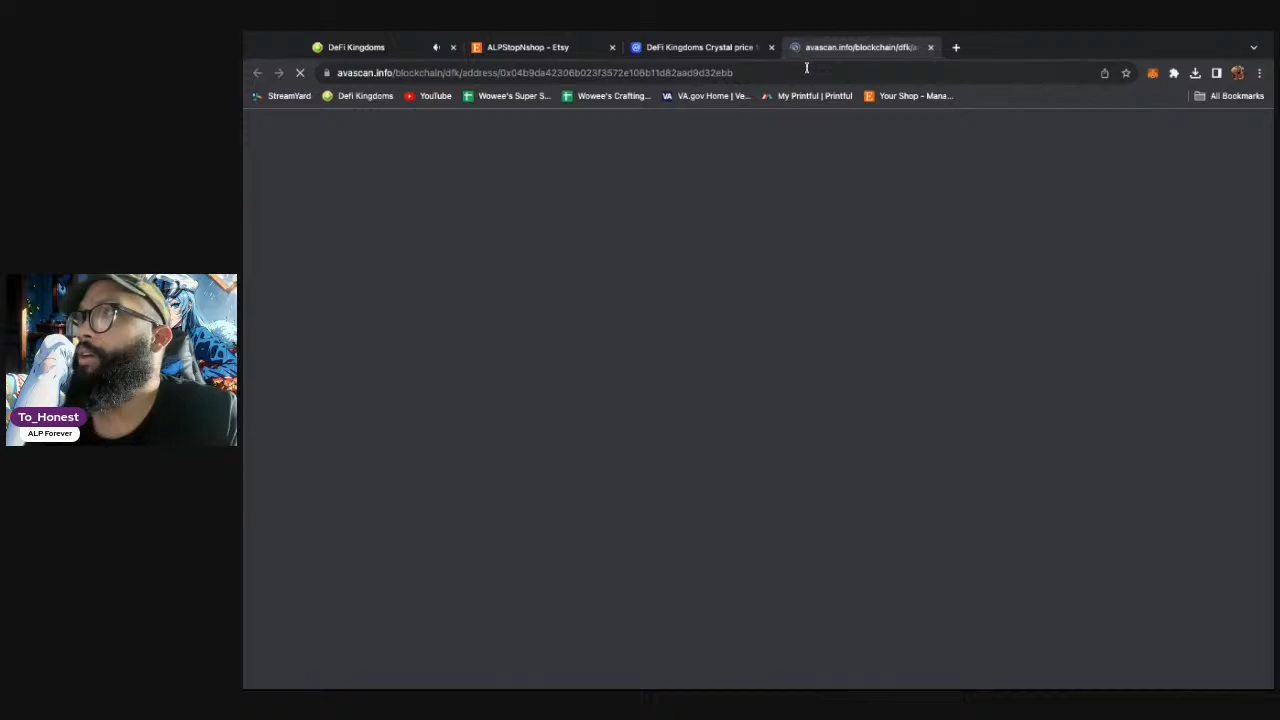 DeFi Kingdoms
ALPStopNshop - Etsy
DeFi Kingdoms Crystal price t
avascan.info/blockchain/dfk/a
avascan.info/blockchain/dfk/address/0x04b9da42306b023f3572e106b11d82aad9d32ebb
StreamYard
Defi Kingdoms
YouTube
Wowee's Super S...
Wowee's Crafting...
VA.gov Home | Ve...
My Printful | Printful
Your Shop - Mana...
All Bookmarks
To_Honest
ALP Forever